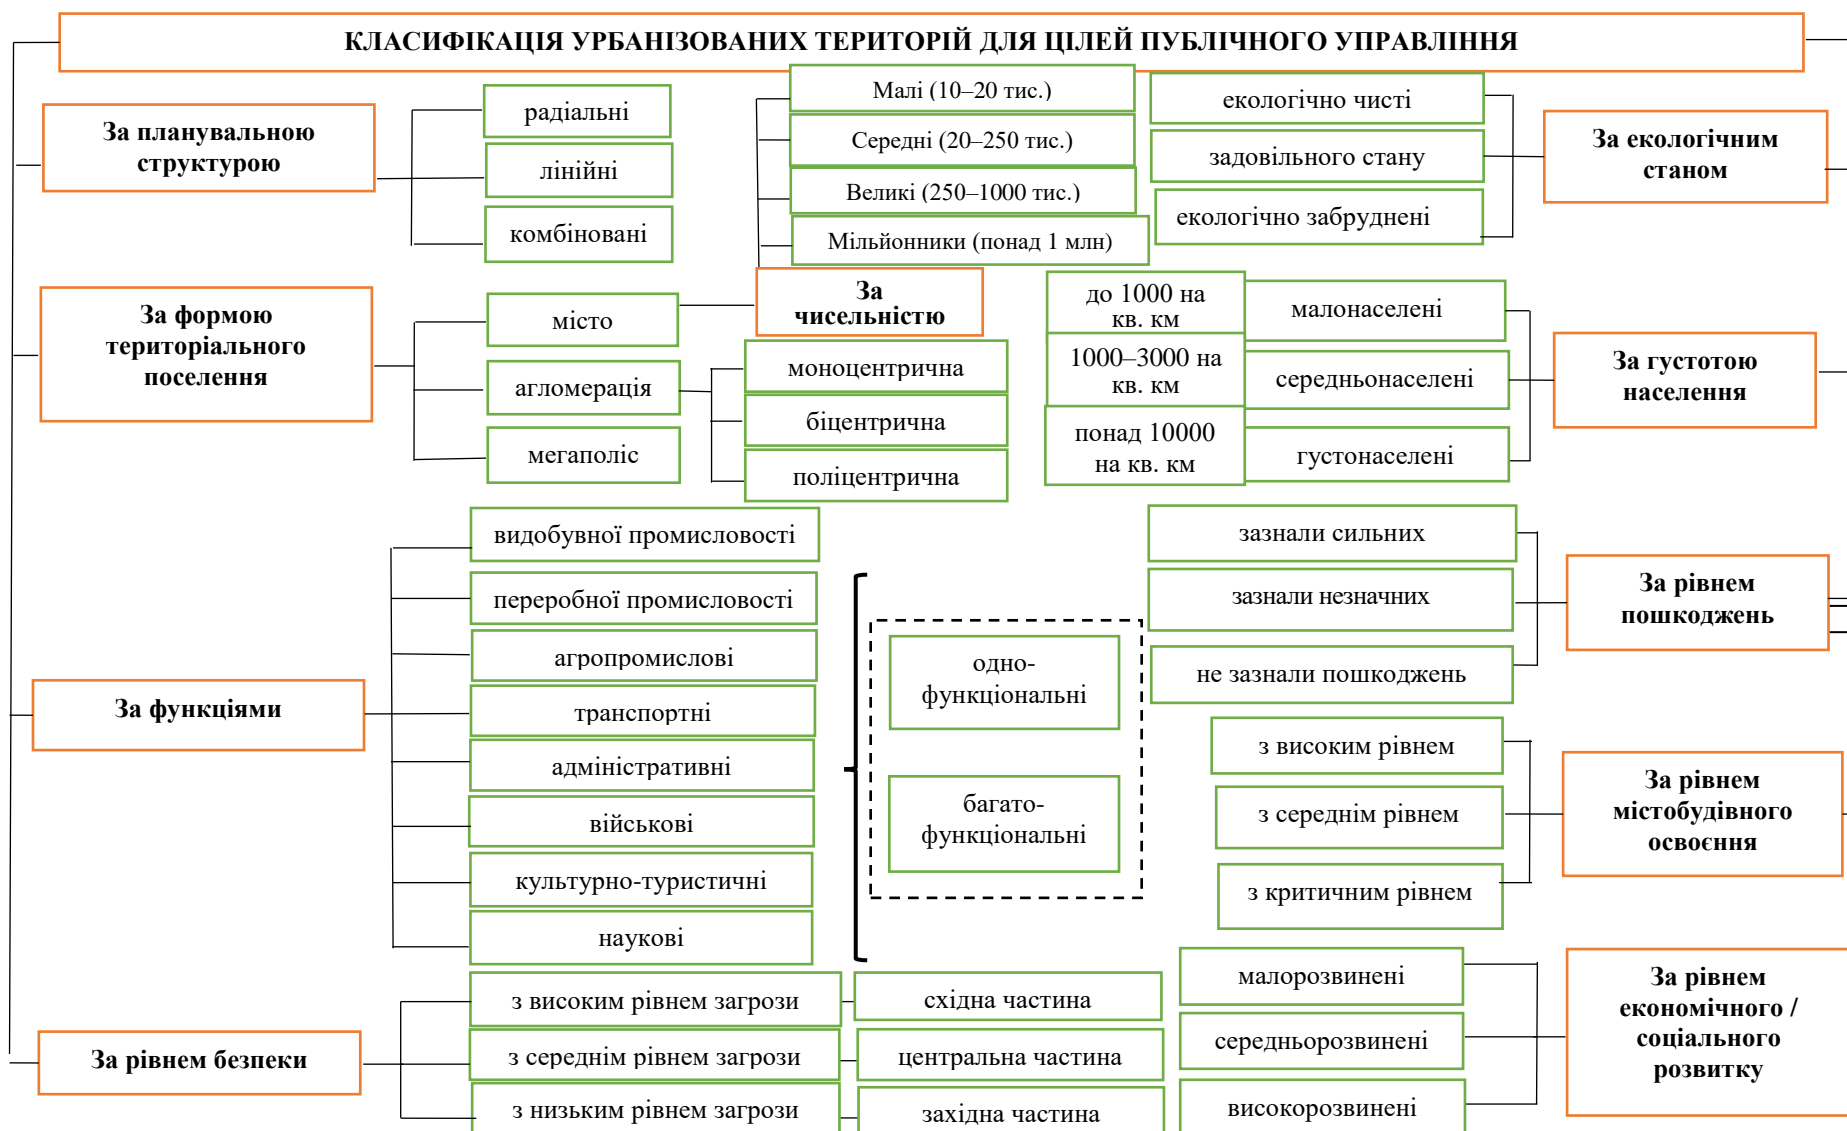 КЛАСИФІКАЦІЯ УРБАНІЗОВАНИХ ТЕРИТОРІЙ ДЛЯ ЦІЛЕЙ ПУБЛІЧНОГО УПРАВЛІННЯ
За планувальною
структурою
радіальні
лінійні
комбіновані
Малі (10–20 тис.)
Середні (20–250 тис.)
Великі (250–1000 тис.)
Мільйонники (понад 1 млн)
екологічно чисті
задовільного стану
екологічно забруднені
За екологічним
станом
За формою
територіального
поселення
місто
агломерація
мегаполіс
За
чисельністю
моноцентрична
біцентрична
поліцентрична
до 1000 на
кв. км
1000–3000 на
кв. км
понад 10000
на кв. км
малонаселені
середньонаселені
густонаселені
За густотою
населення
За функціями
видобувної промисловості
переробної промисловості
агропромислові
транспортні
адміністративні
військові
культурно-туристичні
наукові
одно-
функціональні
багато-
функціональні
зазнали сильних
зазнали незначних
не зазнали пошкоджень
За рівнем
пошкоджень
з високим рівнем
з середнім рівнем
з критичним рівнем
За рівнем
містобудівного
освоєння
За рівнем безпеки
з високим рівнем загрози
з середнім рівнем загрози
з низьким рівнем загрози
східна частина
центральна частина
західна частина
малорозвинені
середньорозвинені
високорозвинені
За рівнем
економічного /
соціального
розвитку